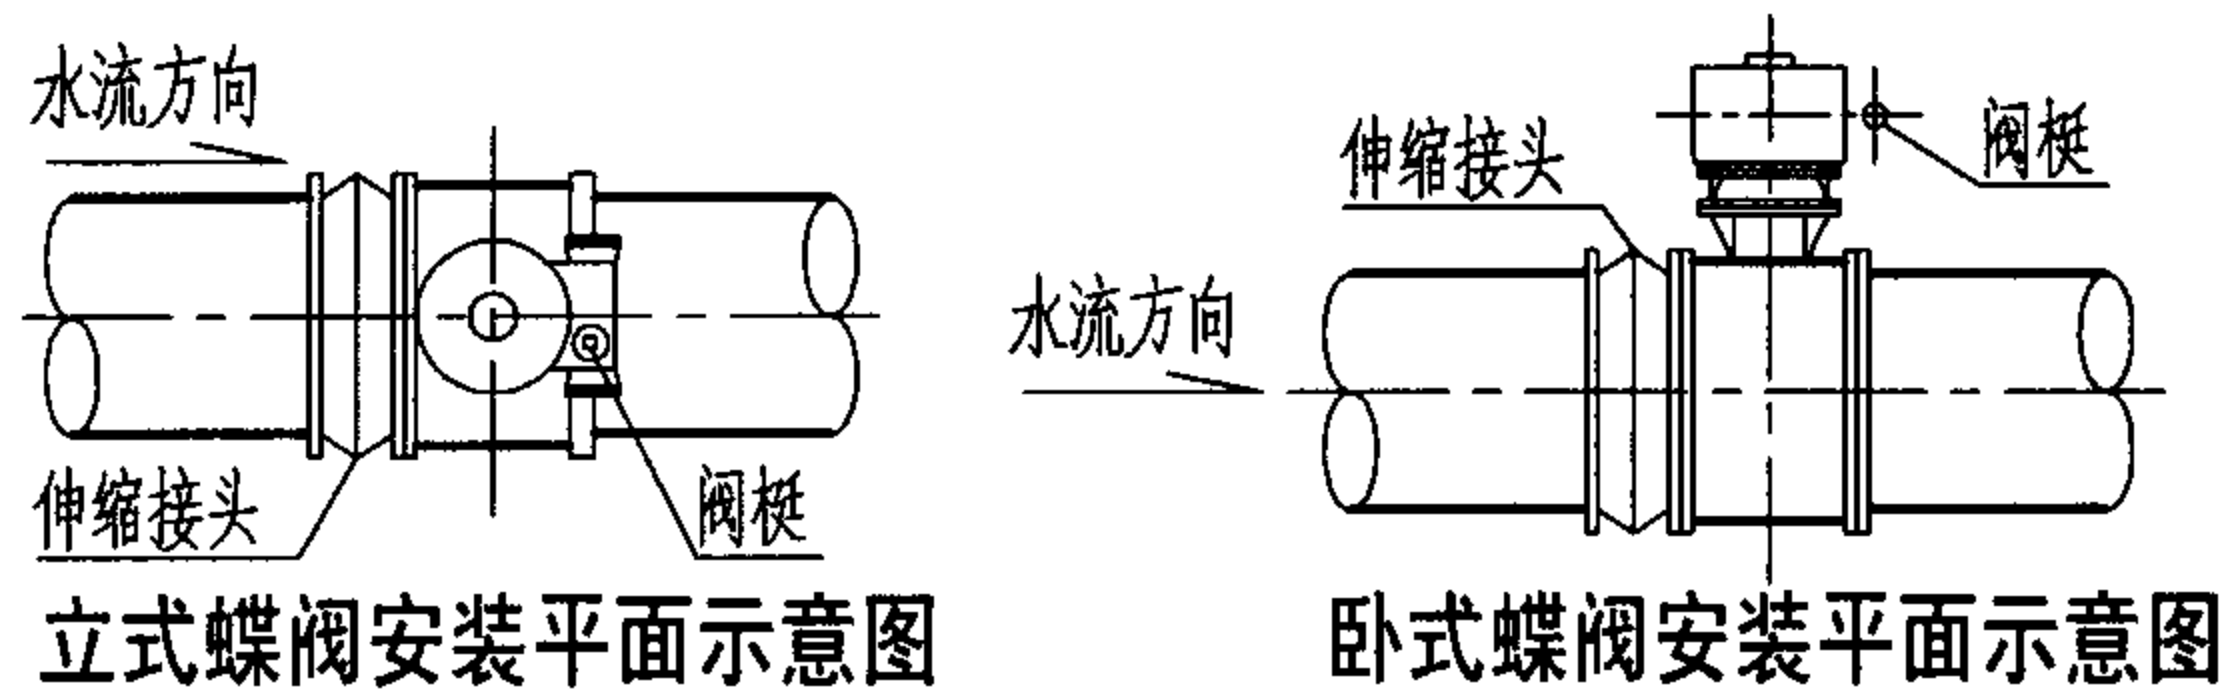 水流方向
伸缩接头
阀梃
立式蝶阀安装平面示意图
伸缩接头
阀梃
水流方向
卧式蝶阀安装平面示意图